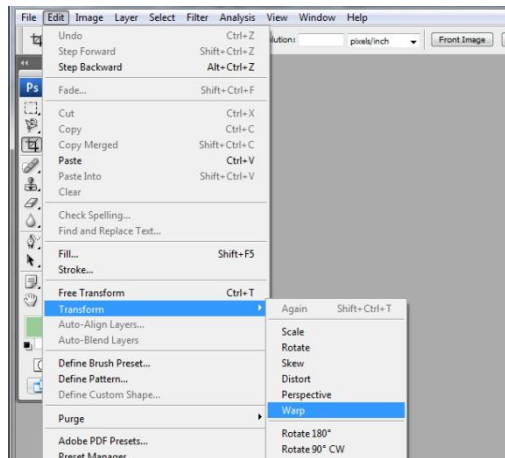 File Edit Image Layer Select Filter Analysis View Window Help
Undo Ctrl+Z
Step Forward Shift+Ctrl+Z
Step Backward Alt+Ctrl+Z
pixels/inch Front Image
Ps
Fade... Shift+Ctrl+F
Cut Ctrl+X
Copy Ctrl+C
Copy Merged Shift+Ctrl+C
Paste Ctrl+V
Paste Into Shift+Ctrl+V
Clear
Check Spelling...
Find and Replace Text...
Fill... Shift+F5
Stroke...
Free Transform Ctrl+T
Transform
Auto-Align Layers...
Auto-Blend Layers
Define Brush Preset...
Define Pattern...
Define Custom Shape...
Purge
Adobe PDF Presets...
Preset Manager...
Again Shift+Ctrl+T
Scale
Rotate
Skew
Distort
Perspective
Warp
Rotate 180°
Rotate 90° CW